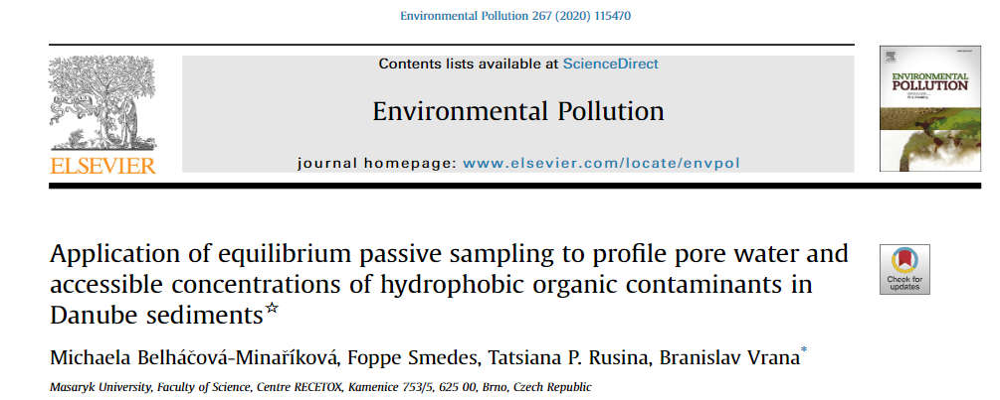 Environmental Pollution 267 (2020) 115470
Contents lists available at ScienceDirect
Environmental Pollution
journal homepage: www.elsevier.com/locate/envpol
ELSEVIER
ENVIRONMENTAL
POLLUTION
Application of equilibrium passive sampling to profile pore water and
accessible concentrations of hydrophobic organic contaminants in
Danube sediments☆
Check for
updates
Michaela Belháčová-Minaříková, Foppe Smedes, Tatsiana P. Rusina, Branislav Vrana*
Masaryk University, Faculty of Science, Centre RECETOX, Kamenice 753/5, 625 00, Brno, Czech Republic